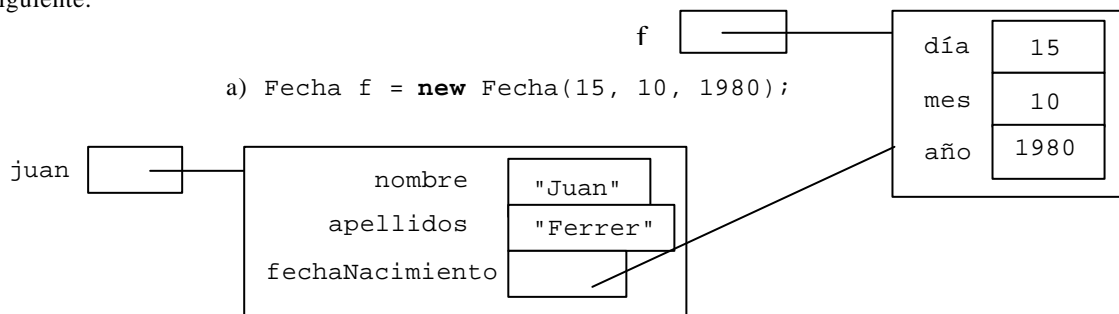 siguiente:
f
día 15
a) Fecha f = new Fecha(15, 10, 1980);
mes 10
año 1980
juan
nombre "Juan"
apellidos "Ferrer"
fechaNacimiento